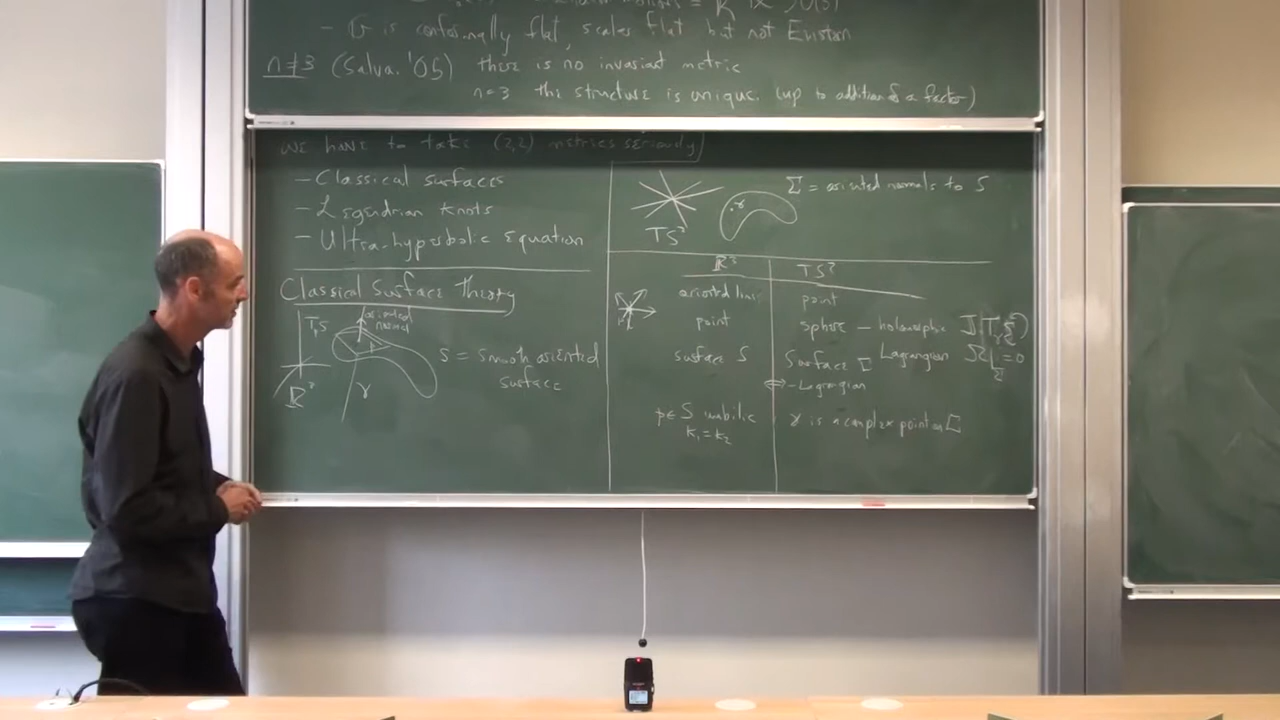 - G is conformally flat, scalar flat but not Einstein
n≠3 (Salvai '05) there is no invariant metric
n=3 the structure is unique. (up to addition of a factor)
we have to take (2,2) metrics seriously)
- Classical surfaces
- Legendrian knots
- Ultra-hyperbolic Equation
Classical Surface Theory
TₚS
oriented normal
γ
ℝ³
S = smooth oriented surface
TS²
γ
Σ = oriented normals to S
ℝ³ TS²
oriented line point
point sphere - holomorphic
surface S Surface Σ Lagrangian Ω|_Σ = 0
⇔ - Lagrangian
p ∈ S umbilic γ is a complex point on Σ
k₁ = k₂